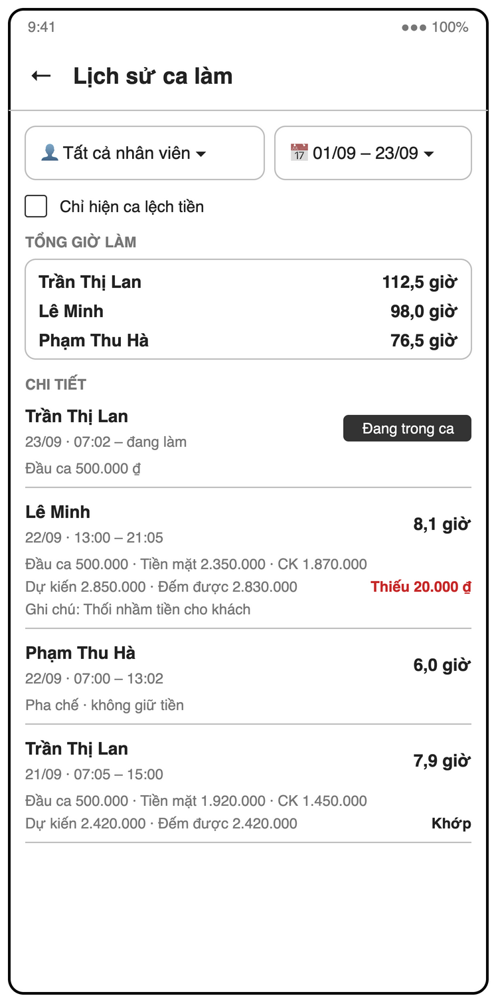 9:41 100%
← Lịch sử ca làm
Tất cả nhân viên 17 01/09 – 23/09
Chỉ hiện ca lệch tiền
TỔNG GIỜ LÀM
Trần Thị Lan 112,5 giờ
Lê Minh 98,0 giờ
Phạm Thu Hà 76,5 giờ
CHI TIẾT
Trần Thị Lan
Đang trong ca
23/09 · 07:02 – đang làm
Đầu ca 500.000 ₫
Lê Minh
8,1 giờ
22/09 · 13:00 – 21:05
Đầu ca 500.000 · Tiền mặt 2.350.000 · CK 1.870.000
Dự kiến 2.850.000 · Đếm được 2.830.000 Thiếu 20.000 ₫
Ghi chú: Thối nhầm tiền cho khách
Phạm Thu Hà
6,0 giờ
22/09 · 07:00 – 13:02
Pha chế · không giữ tiền
Trần Thị Lan
7,9 giờ
21/09 · 07:05 – 15:00
Đầu ca 500.000 · Tiền mặt 1.920.000 · CK 1.450.000
Dự kiến 2.420.000 · Đếm được 2.420.000 Khớp